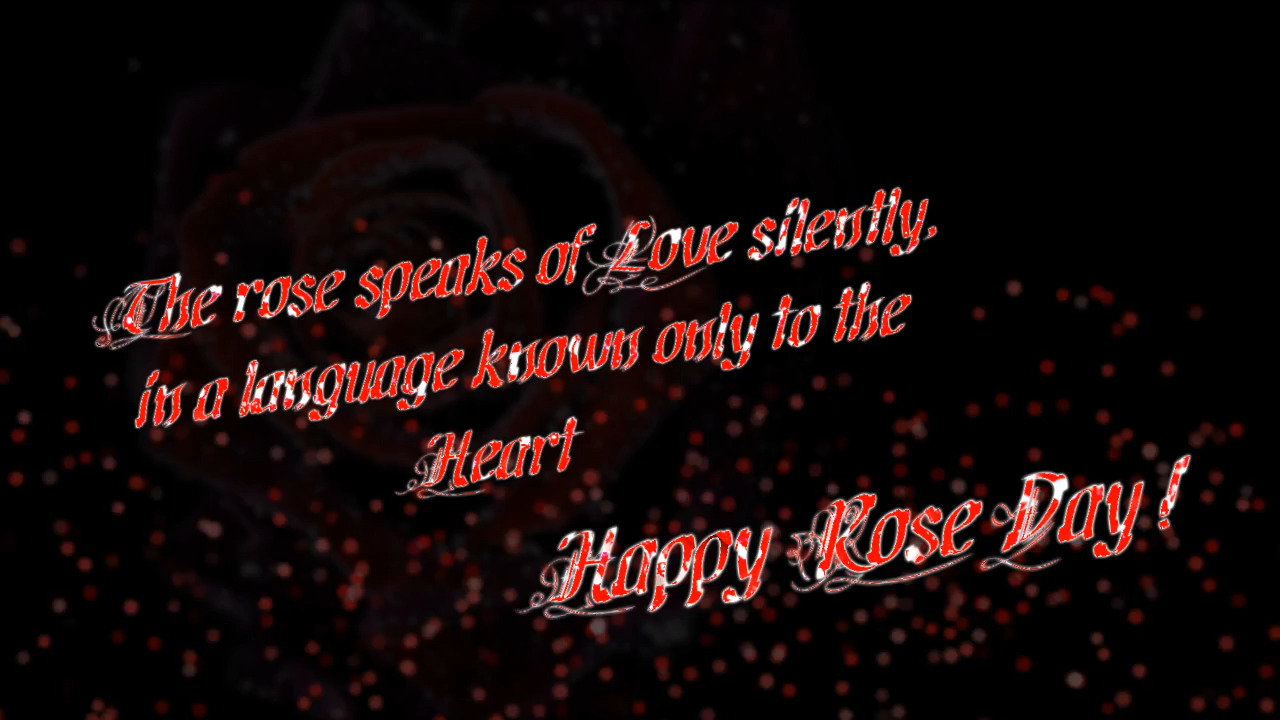 The rose speaks of Love silently,
in a language known only to the
Heart
Happy Rose Day !